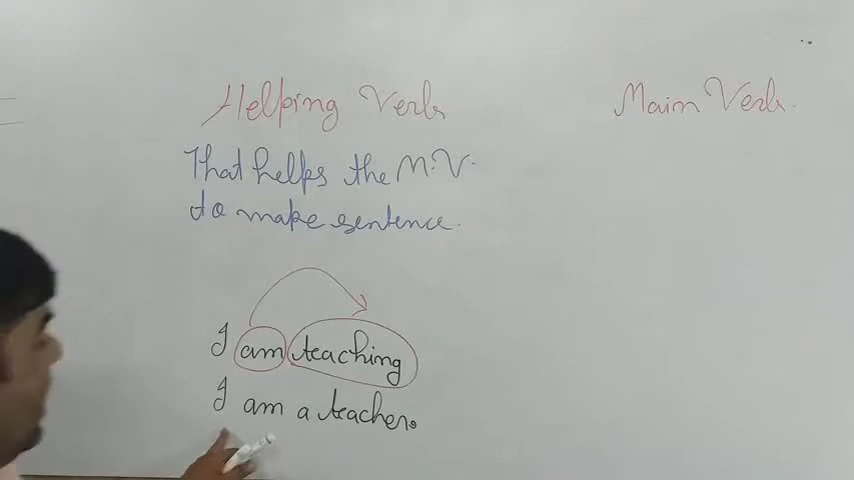 Helping Verb
Main Verb.
That helps the M.V.
to make sentence.
I am teaching
I am a teacher.